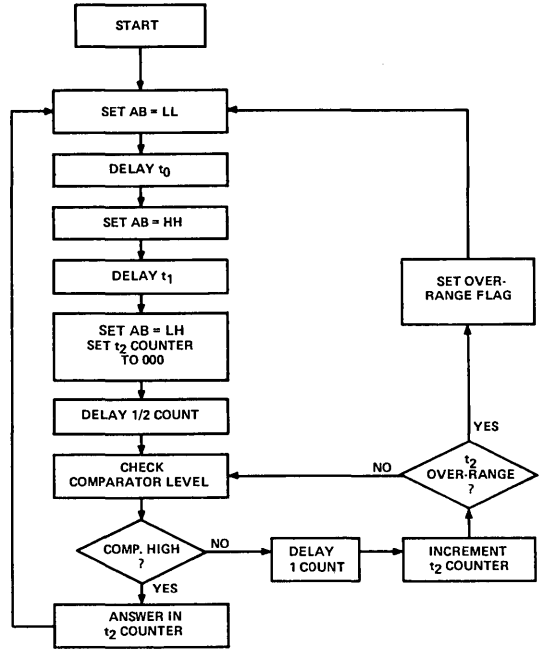 START
SET AB = LL
DELAY t0
SET AB = HH
DELAY t1
SET AB = LH
SET t2 COUNTER
TO 000
DELAY 1/2 COUNT
CHECK
COMPARATOR LEVEL
COMP. HIGH
?
NO
YES
ANSWER IN
t2 COUNTER
DELAY
1 COUNT
INCREMENT
t2 COUNTER
t2
OVER-RANGE
?
NO
YES
SET OVER-
RANGE FLAG